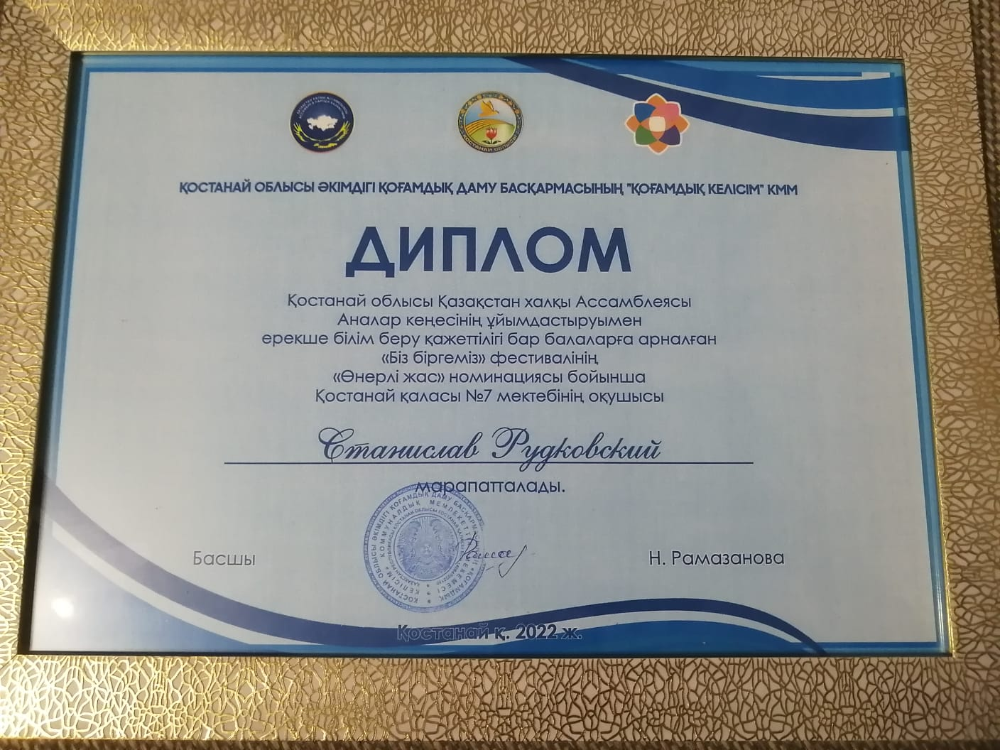 ҚОСТАНАЙ ОБЛЫСЫ ӘКІМДІГІ ҚОҒАМДЫҚ ДАМУ БАСҚАРМАСЫНЫҢ "ҚОҒАМДЫҚ КЕЛІСІМ" КММ
ДИПЛОМ
Қостанай облысы Қазақстан халқы Ассамблеясы
Аналар кеңесінің ұйымдастыруымен
ерекше білім беру қажеттілігі бар балаларға арналған
«Біз біргеміз» фестивалінің
«Өнерлі жас» номинациясы бойынша
Қостанай қаласы №7 мектебінің оқушысы
Станислав Рудковский
марапатталады.
Басшы
Н. Рамазанова
Қостанай қ. 2022 ж.